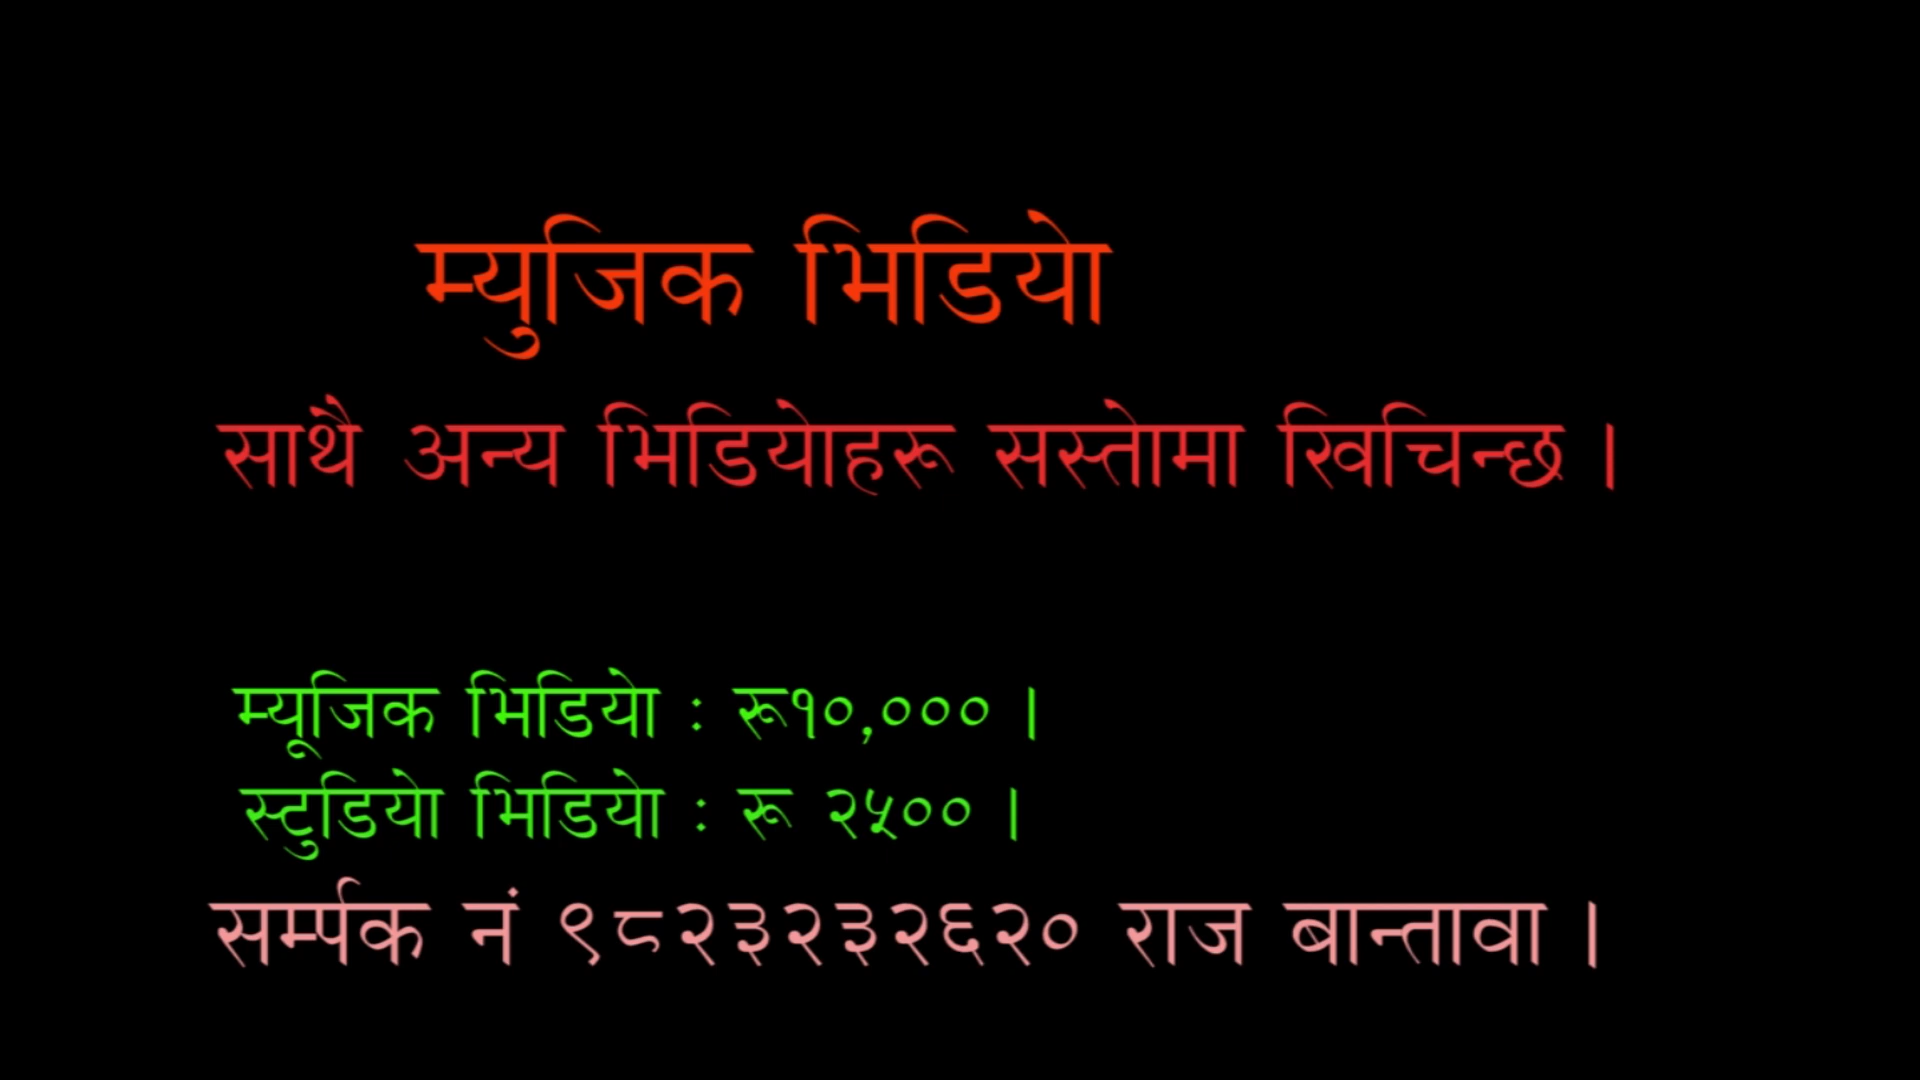 म्युजिक भिडियो
साथै अन्य भिडियोहरू सस्तोमा खिचिन्छ ।
म्यूजिक भिडियो : रू१०,००० ।
स्टुडियो भिडियो : रू २५०० ।
सर्म्पक नं ९८२३२३२६२० राज बान्तावा ।